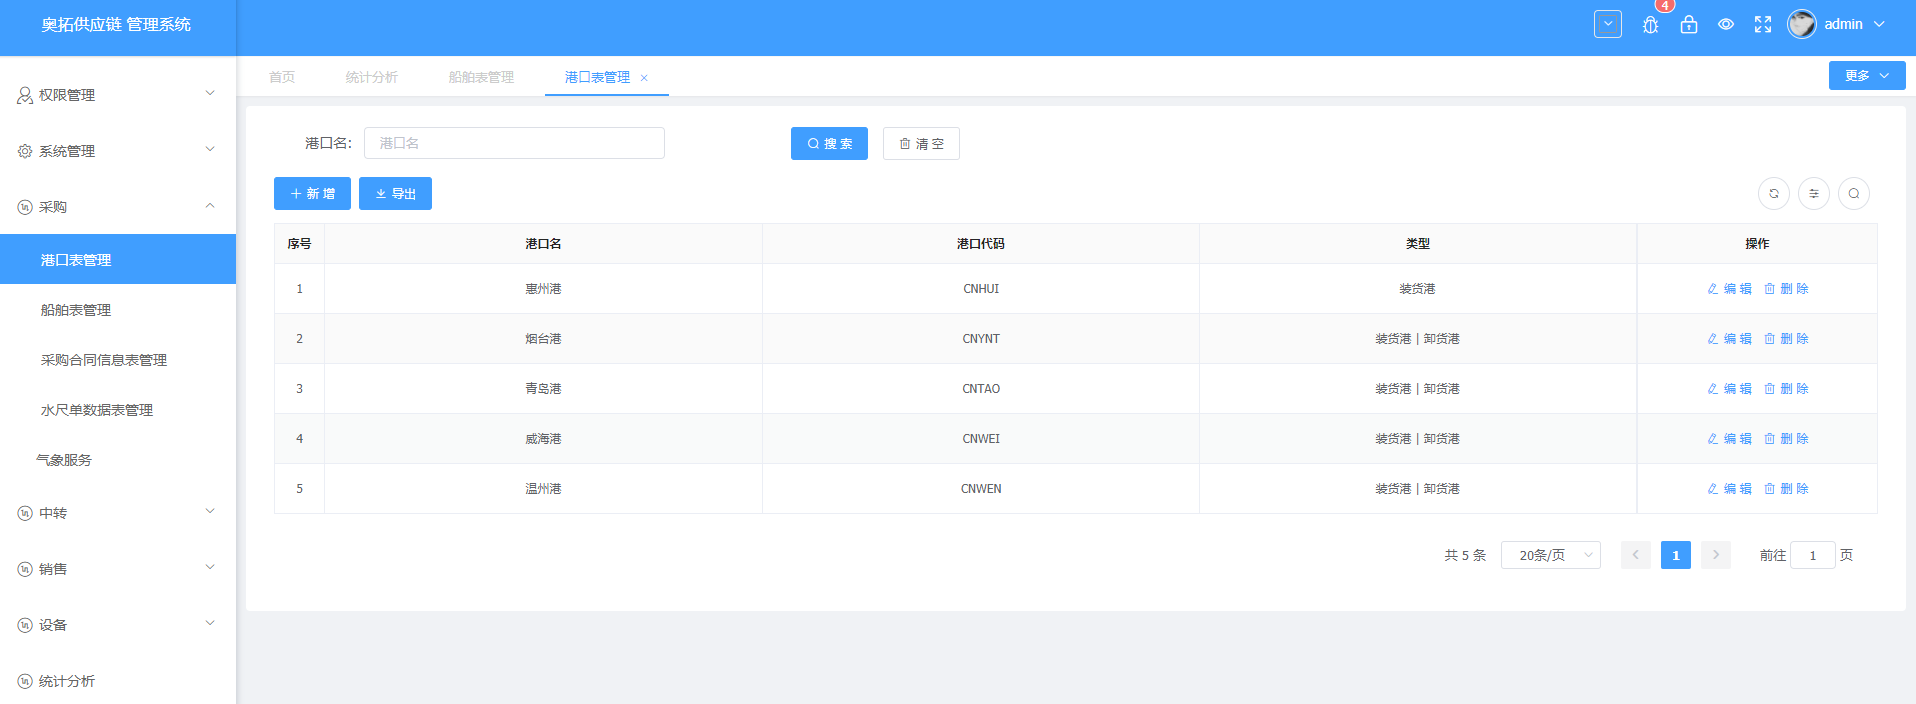 奥拓供应链 管理系统
4
admin
权限管理
系统管理
采购
港口表管理
船舶表管理
采购合同信息表管理
水尺单数据表管理
气象服务
中转
销售
设备
统计分析
首页 统计分析 船舶表管理 港口表管理
更多
港口名: 港口名 搜 索 清 空
新 增 导出
序号 港口名 港口代码 类型 操作
1 惠州港 CNHUI 装货港 编 辑 删 除
2 烟台港 CNYNT 装货港 | 卸货港 编 辑 删 除
3 青岛港 CNTAO 装货港 | 卸货港 编 辑 删 除
4 威海港 CNWEI 装货港 | 卸货港 编 辑 删 除
5 温州港 CNWEN 装货港 | 卸货港 编 辑 删 除
共 5 条 20条/页 1 前往 1 页